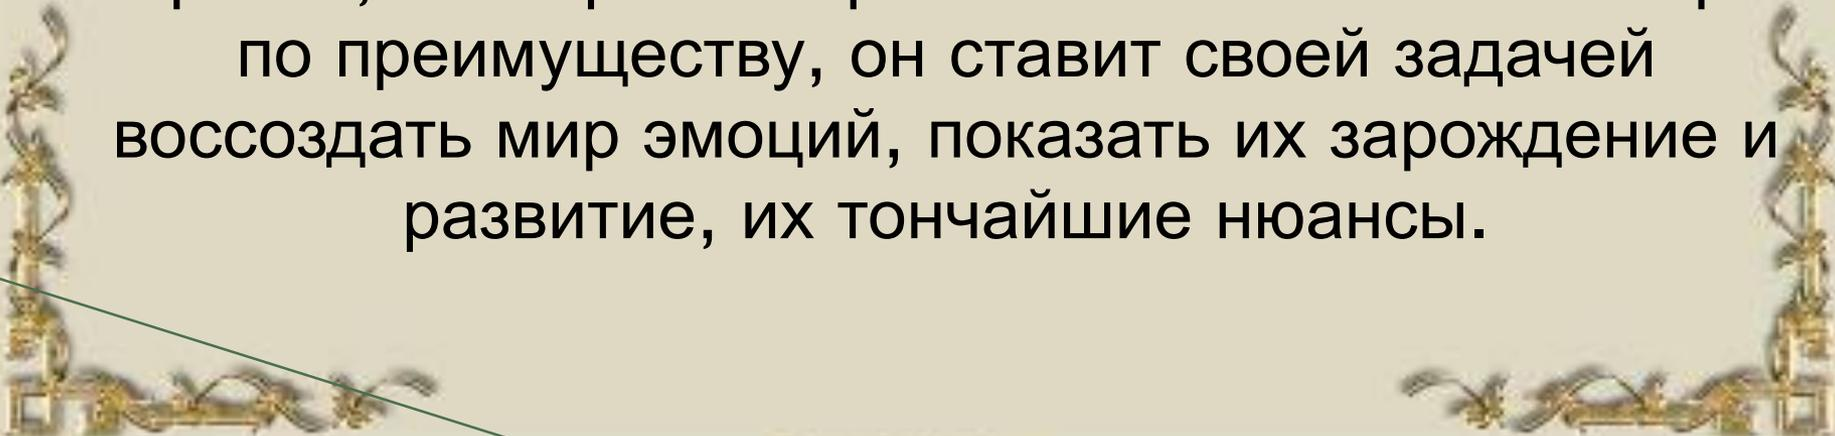 по преимуществу, он ставит своей задачей
воссоздать мир эмоций, показать их зарождение и
развитие, их тончайшие нюансы.